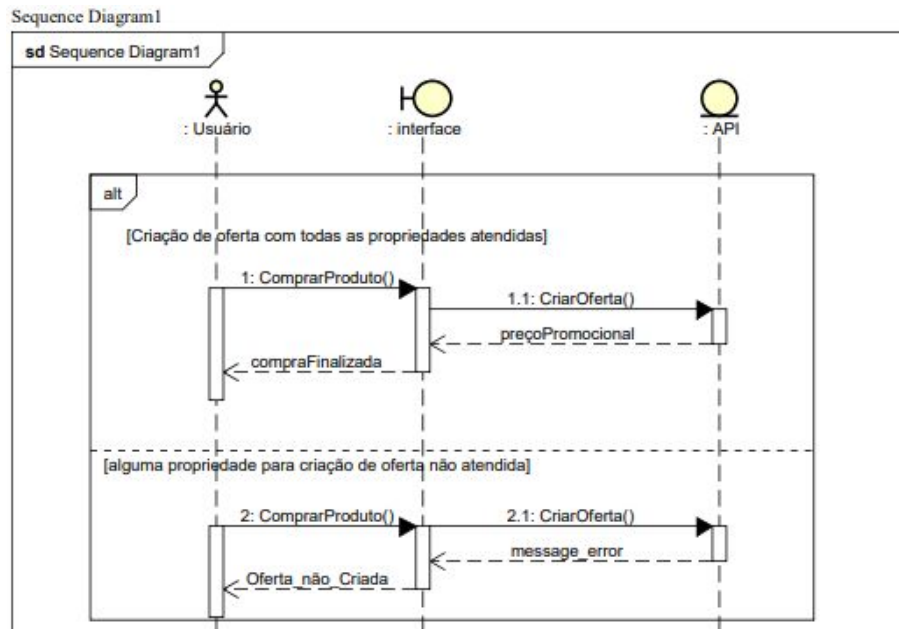 Sequence Diagram1
sd Sequence Diagram1
: Usuário
: interface
: API
alt
[Criação de oferta com todas as propriedades atendidas]
1: ComprarProduto()
1.1: CriarOferta()
preçoPromocional
compraFinalizada
[alguma propriedade para criação de oferta não atendida]
2: ComprarProduto()
2.1: CriarOferta()
message_error
Oferta_não_Criada